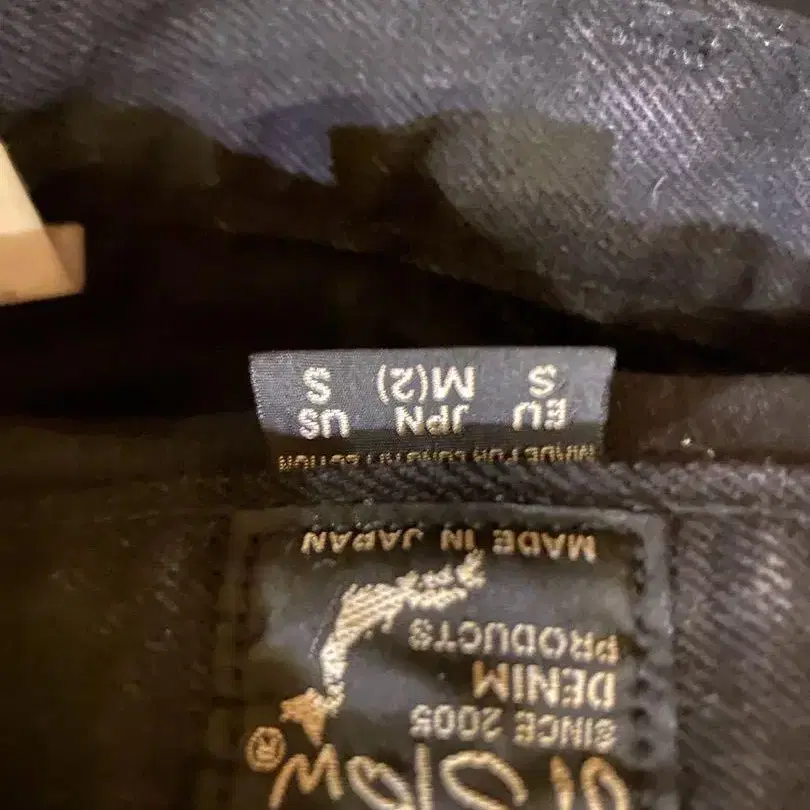 orslow®
SINCE 2005
DENIM
PRODUCTS
MADE IN JAPAN
EU JPN US
S M(2) S